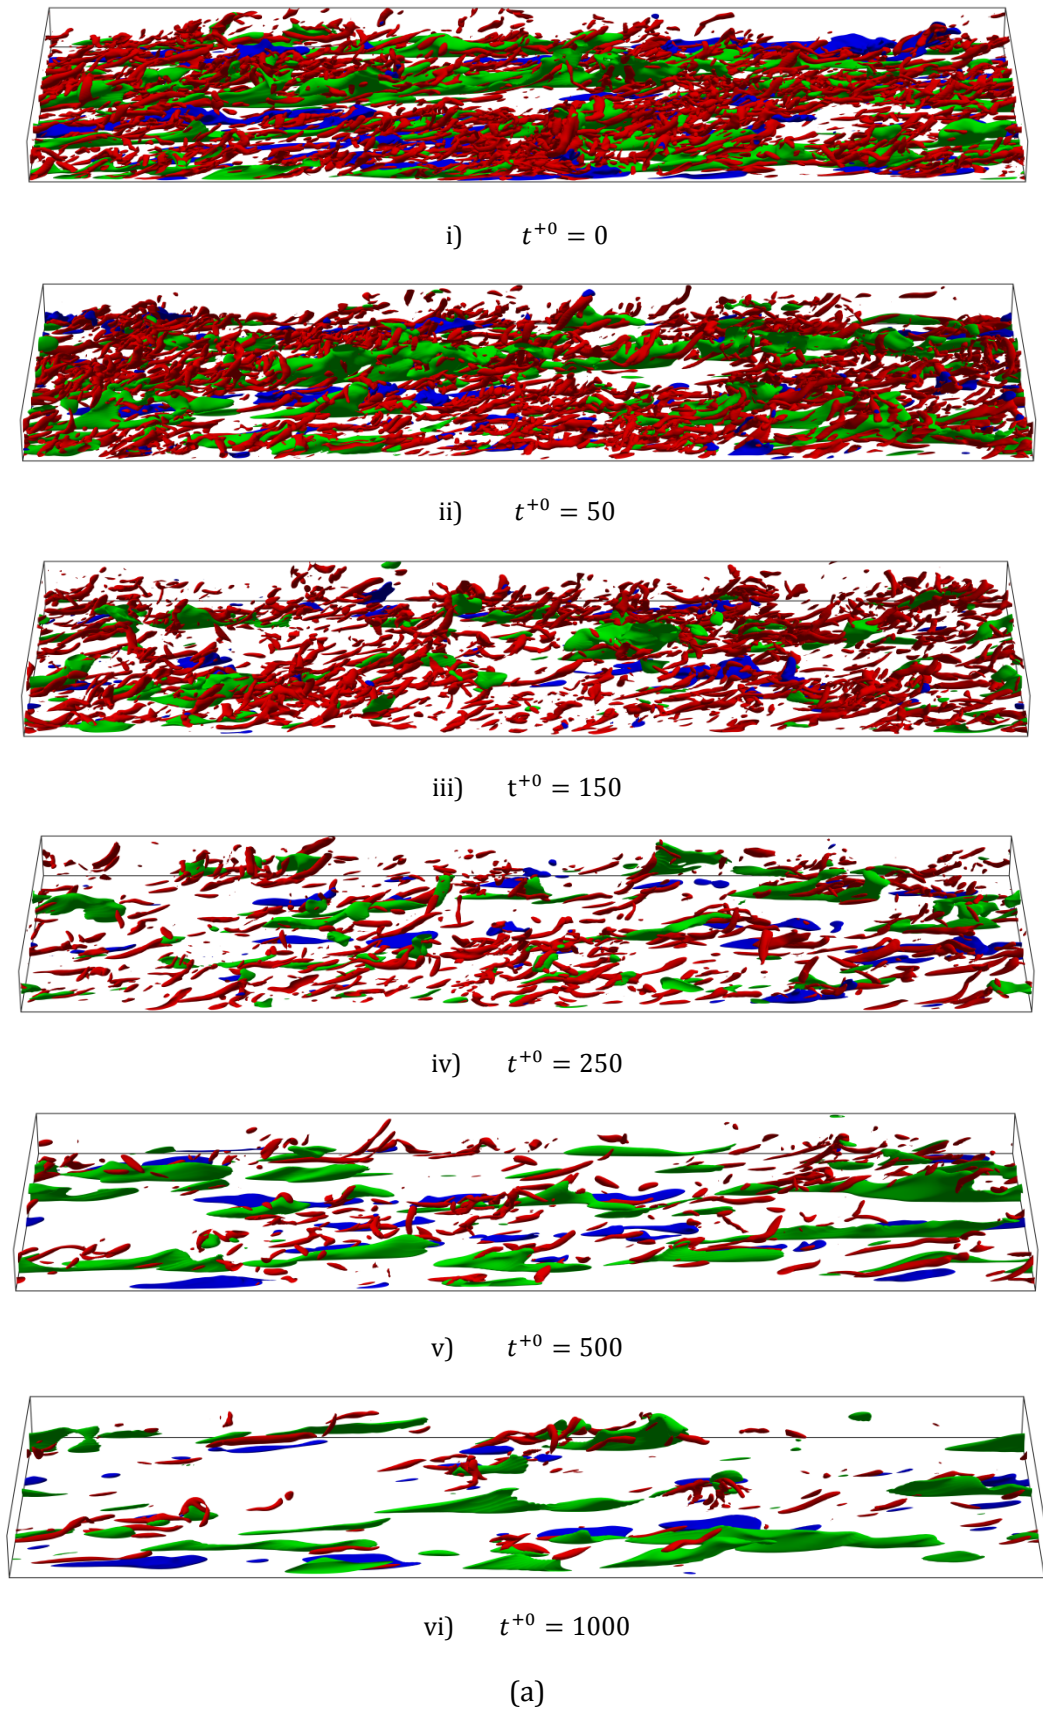 i) t⁺⁰ = 0
ii) t⁺⁰ = 50
iii) t⁺⁰ = 150
iv) t⁺⁰ = 250
v) t⁺⁰ = 500
vi) t⁺⁰ = 1000
(a)